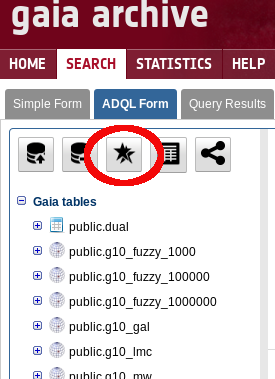 gaia archive
HOME SEARCH STATISTICS HELP
Simple Form ADQL Form Query Results
Gaia tables
public.dual
public.g10_fuzzy_1000
public.g10_fuzzy_100000
public.g10_fuzzy_1000000
public.g10_gal
public.g10_lmc
public.g10_mw